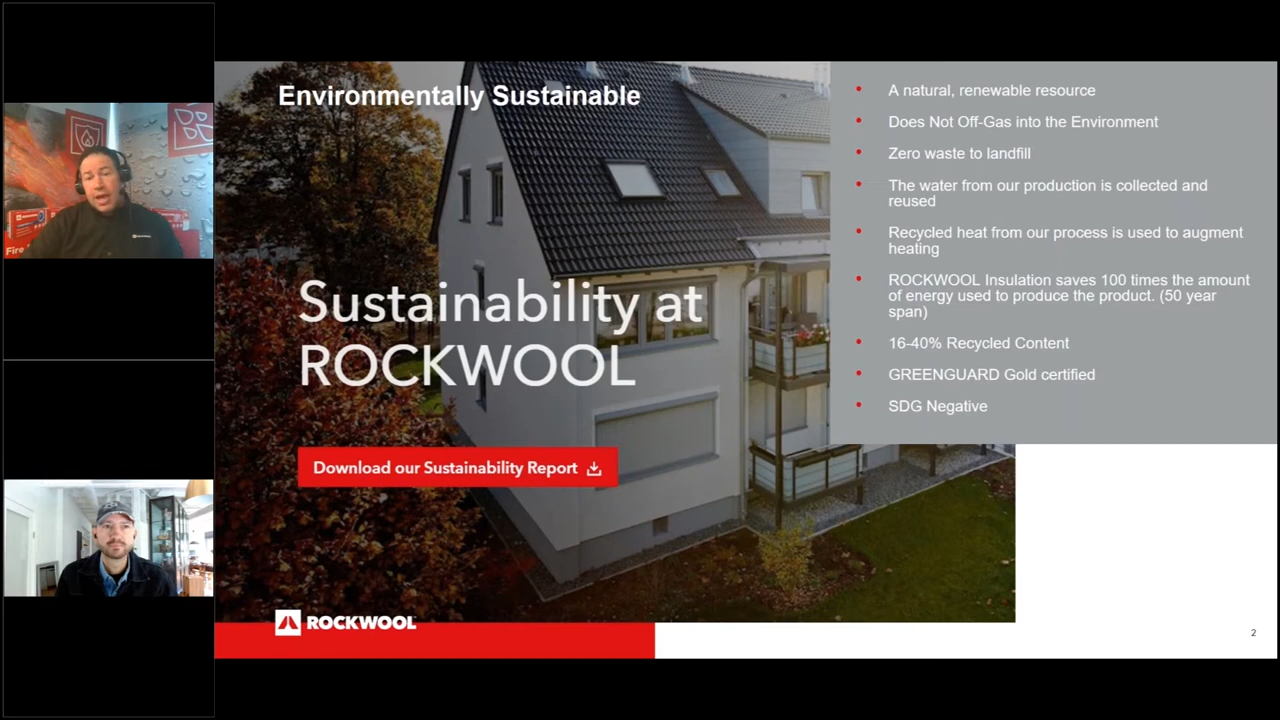 Environmentally Sustainable
Sustainability at
ROCKWOOL
Download our Sustainability Report
A natural, renewable resource
Does Not Off-Gas into the Environment
Zero waste to landfill
The water from our production is collected and
reused
Recycled heat from our process is used to augment
heating
ROCKWOOL Insulation saves 100 times the amount
of energy used to produce the product. (50 year
span)
16-40% Recycled Content
GREENGUARD Gold certified
SDG Negative
ROCKWOOL
2
Fire